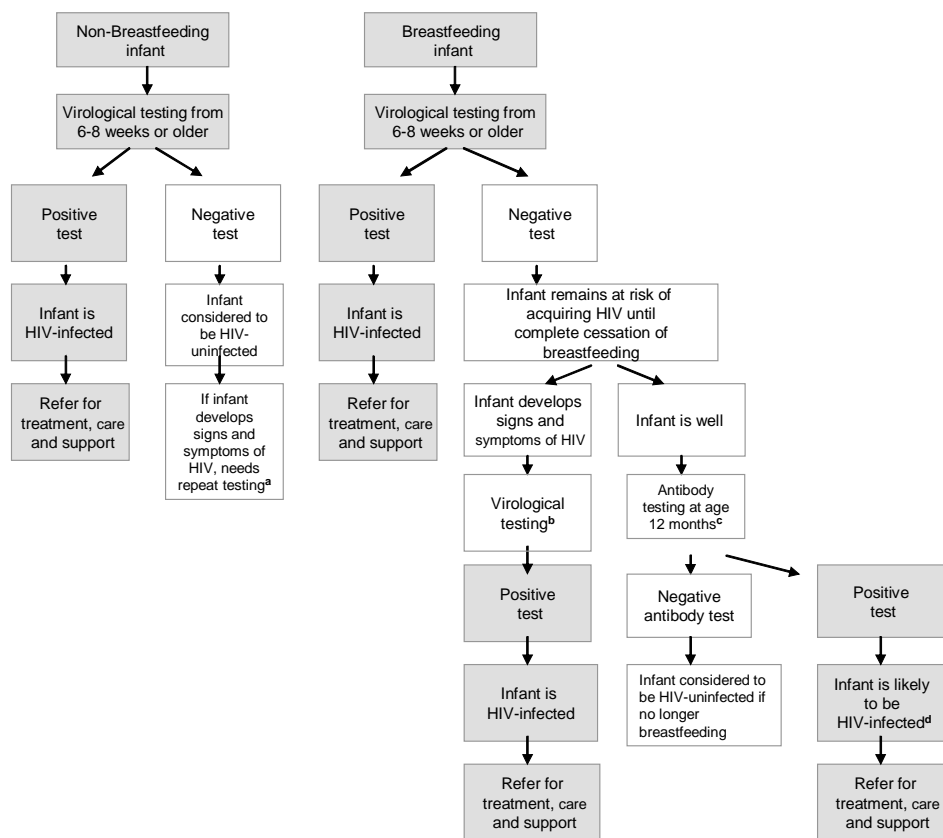 Non-Breastfeeding
infant
Virological testing from
6-8 weeks or older
Positive
test
Negative
test
Infant is
HIV-infected
Infant
considered to
be HIV-
uninfected
Refer for
treatment, care
and support
If infant
develops
signs and
symptoms of
HIV, needs
repeat testinga
Breastfeeding
infant
Virological testing from
6-8 weeks or older
Positive
test
Negative
test
Infant is
HIV-infected
Refer for
treatment, care
and support
Infant remains at risk of
acquiring HIV until
complete cessation of
breastfeeding
Infant develops
signs and
symptoms of HIV
Infant is well
Virological
testingb
Antibody
testing at age
12 monthsc
Positive
test
Negative
antibody test
Positive
test
Infant is
HIV-infected
Infant considered to
be HIV-uninfected if
no longer
breastfeeding
Infant is likely
to be
HIV-infectedd
Refer for
treatment, care
and support
Refer for
treatment, care
and support